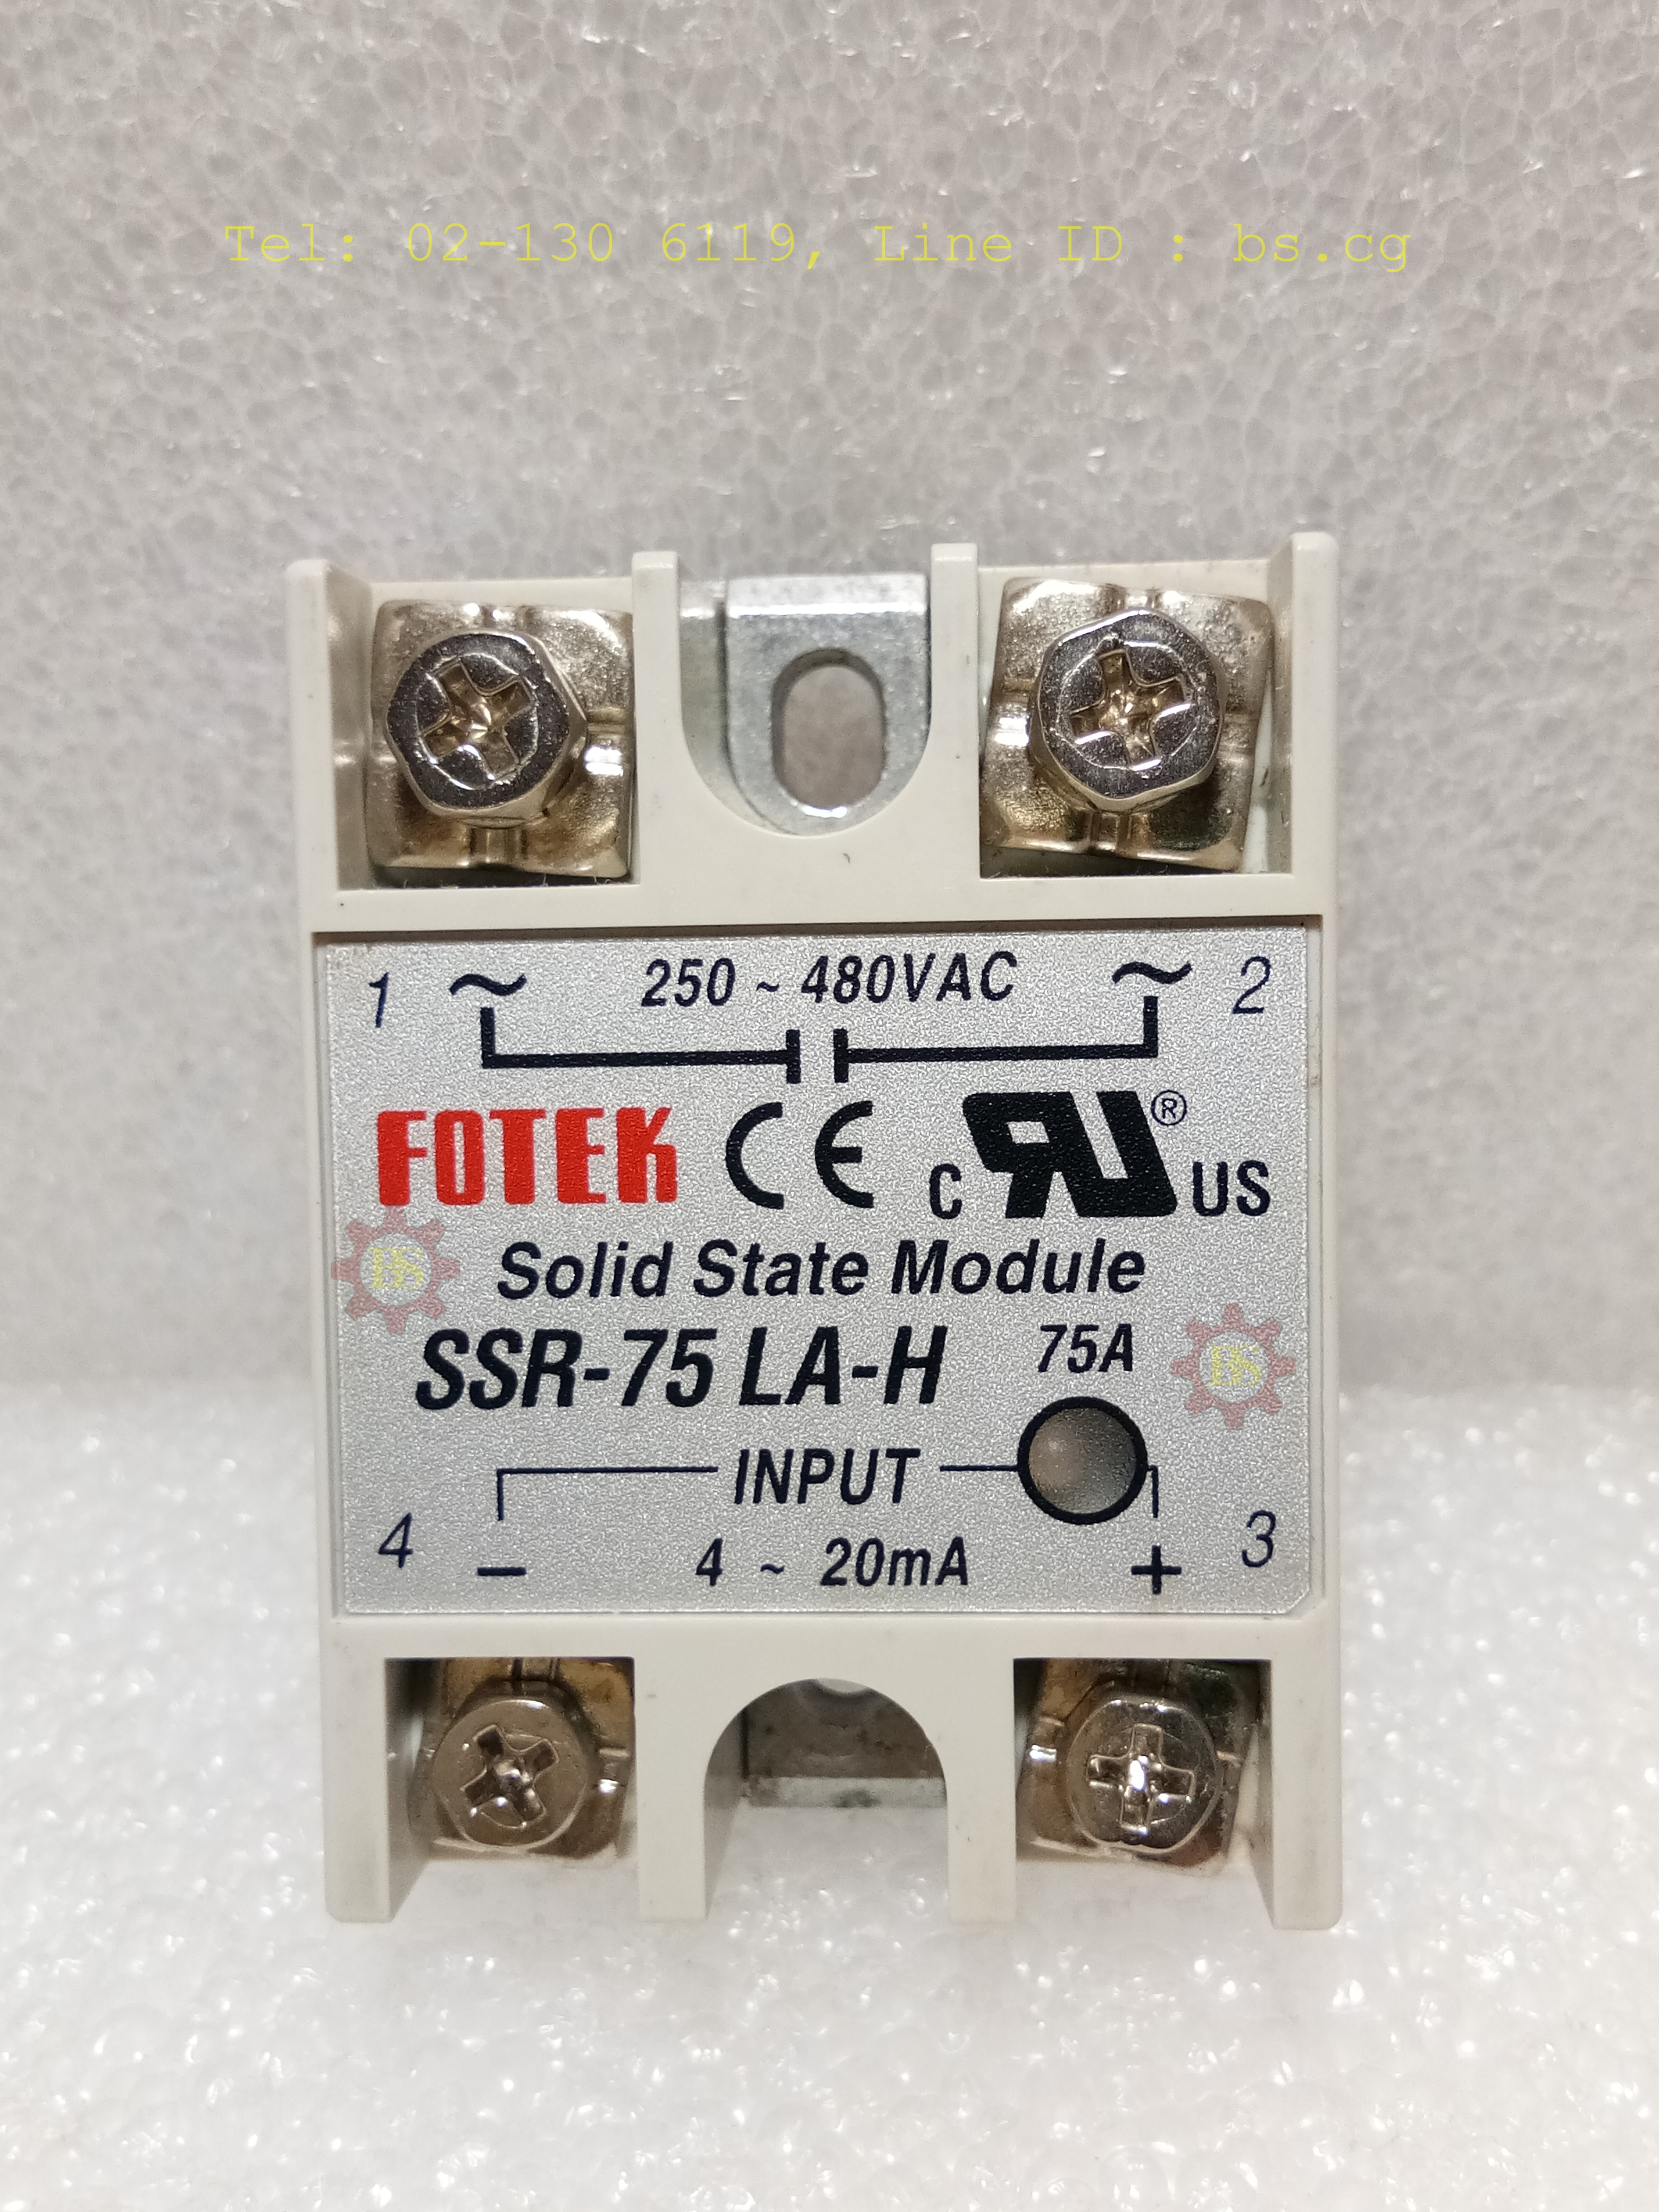 Tel: 02-130 6119, Line ID : bs.cg
1 ~ 250 ~ 480VAC ~ 2
FOTEK CE c RU® US
BS
Solid State Module
SSR-75 LA-H 75A
BS
INPUT
4 - 4 ~ 20mA + 3